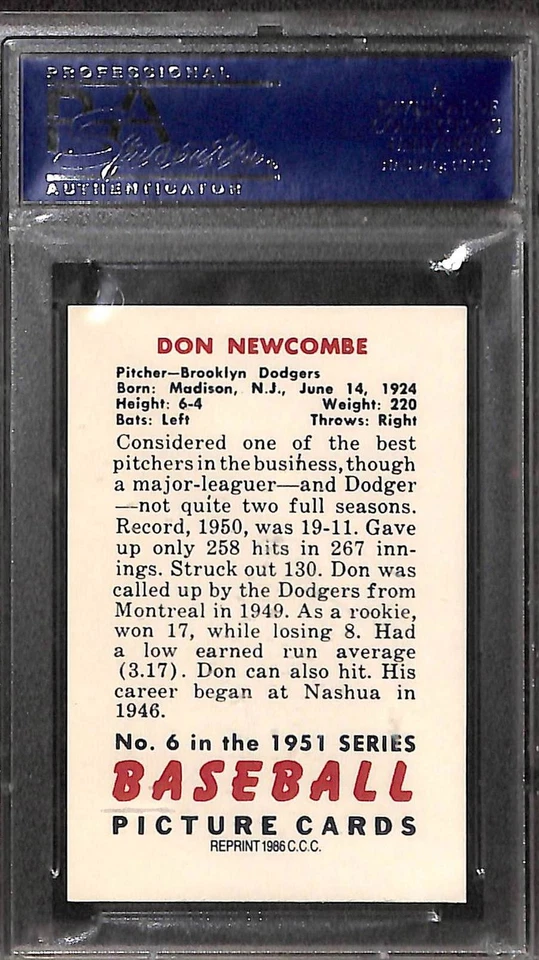 PROFESSIONAL
PSA
AUTHENTICATOR
A
DIVISION OF
COLLECTORS
UNIVERSE
DON NEWCOMBE
Pitcher—Brooklyn Dodgers
Born: Madison, N.J., June 14, 1924
Height: 6-4 Weight: 220
Bats: Left Throws: Right
Considered one of the best
pitchers in the business, though
a major-leaguer—and Dodger
—not quite two full seasons.
Record, 1950, was 19-11. Gave
up only 258 hits in 267 inn-
ings. Struck out 130. Don was
called up by the Dodgers from
Montreal in 1949. As a rookie,
won 17, while losing 8. Had
a low earned run average
(3.17). Don can also hit. His
career began at Nashua in
1946.
No. 6 in the 1951 SERIES
BASEBALL
PICTURE CARDS
REPRINT 1986 C.C.C.